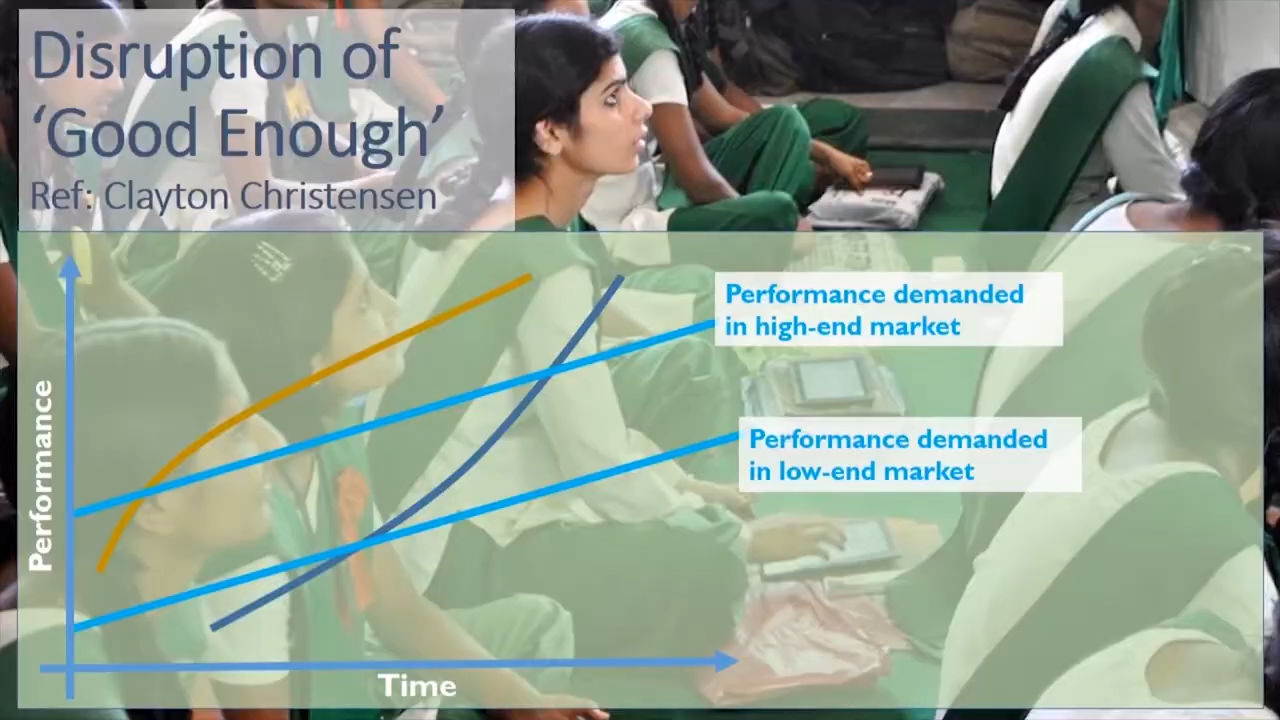 Disruption of
‘Good Enough’
Ref: Clayton Christensen
Performance demanded
in high-end market
Performance
Performance demanded
in low-end market
Time